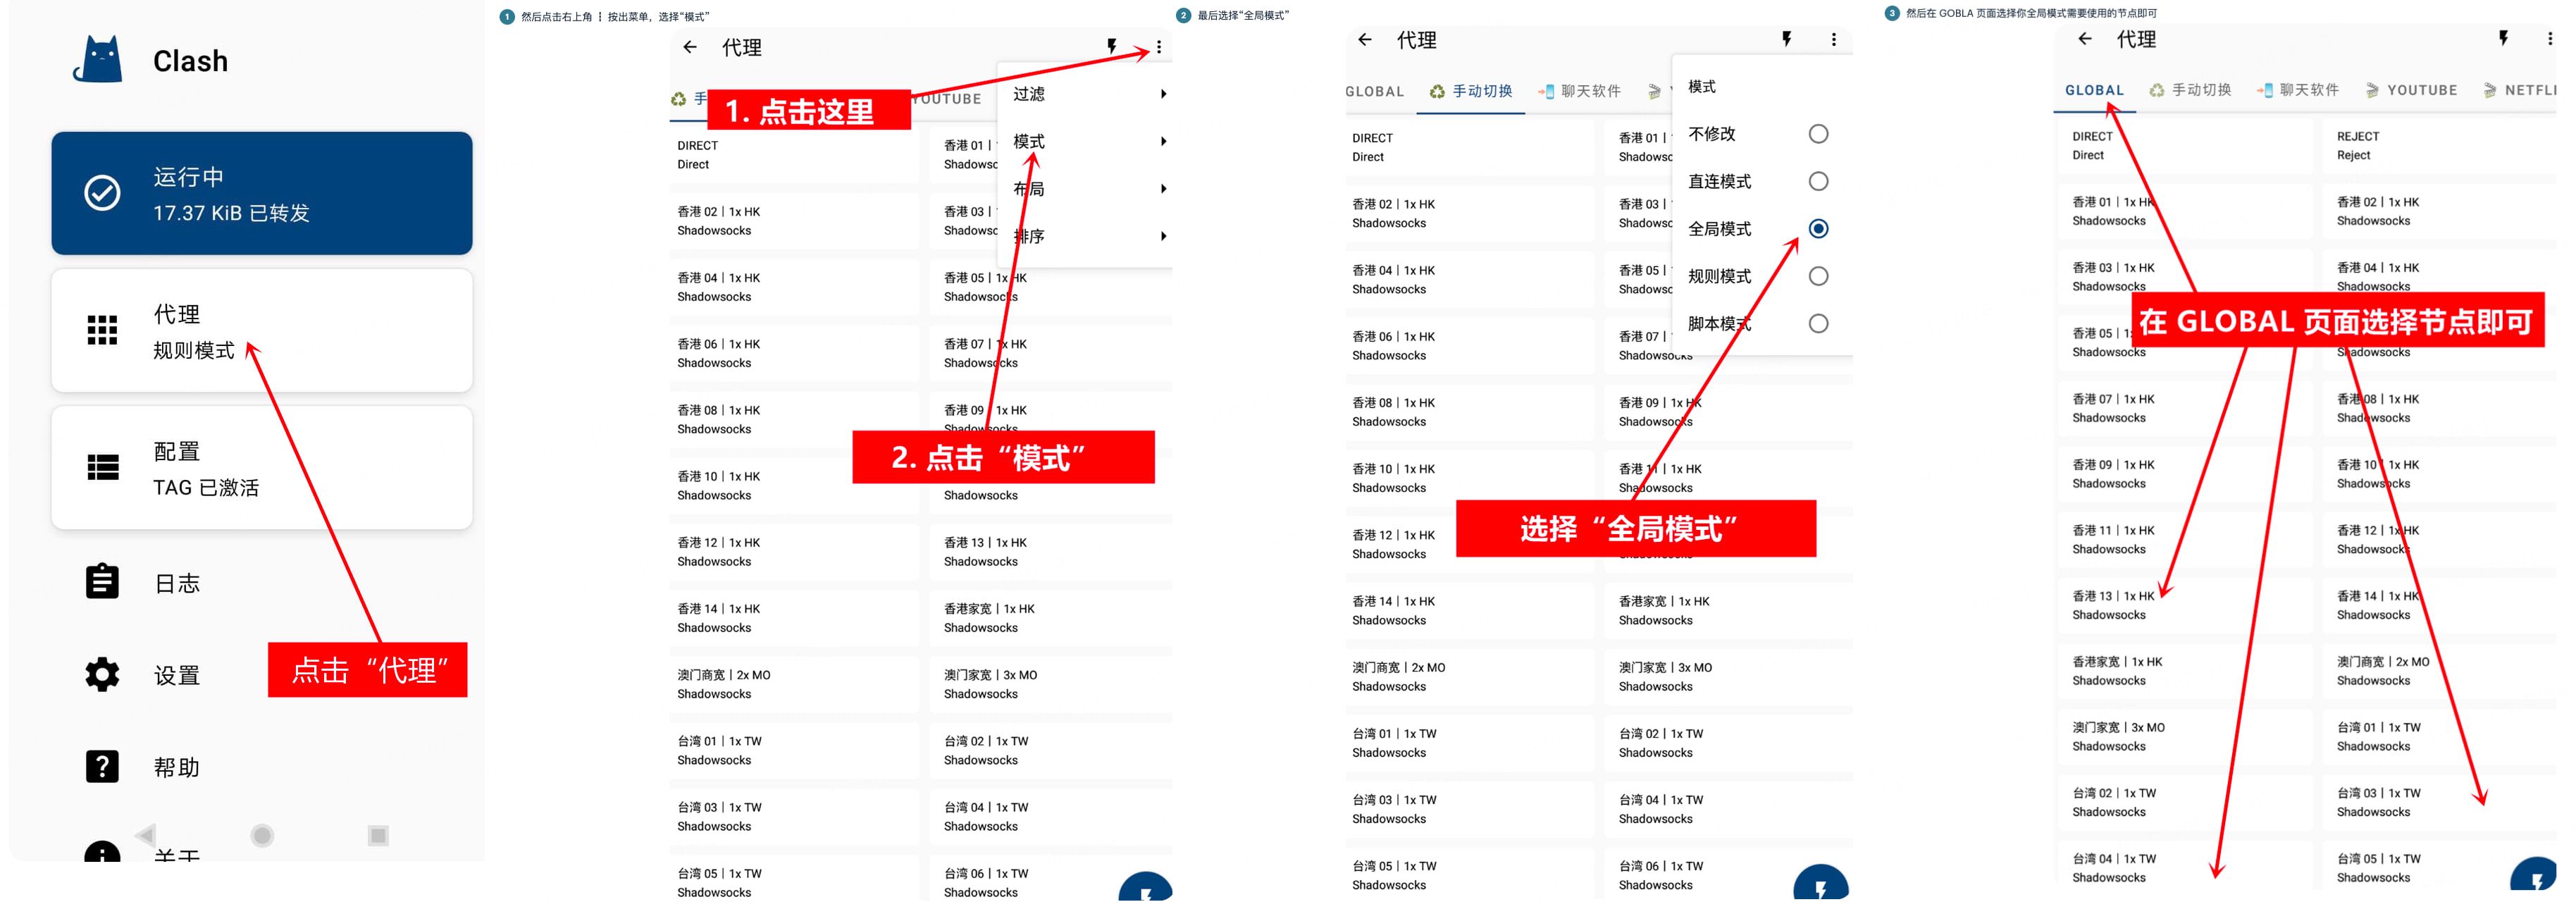 Clash
运行中
17.37 KiB 已转发
代理
规则模式
配置
TAG 已激活
日志
设置
点击“代理”
帮助
关于
1 然后点击右上角 ⋮ 按出菜单，选择“模式”
代理
手
YOUTUBE
1. 点击这里
过滤
模式
布局
排序
DIRECT
Direct
香港 01 |
Shadowsc
香港 02 | 1x HK
Shadowsocks
香港 03 |
Shadowsc
香港 04 | 1x HK
Shadowsocks
香港 05 | 1x HK
Shadowsocks
香港 06 | 1x HK
Shadowsocks
香港 07 | 1x HK
Shadowsocks
香港 08 | 1x HK
Shadowsocks
香港 09 | 1x HK
Shadowsocks
2. 点击“模式”
香港 10 | 1x HK
Shadowsocks
Shadowsocks
香港 12 | 1x HK
Shadowsocks
香港 13 | 1x HK
Shadowsocks
香港 14 | 1x HK
Shadowsocks
香港家宽 | 1x HK
Shadowsocks
澳门商宽 | 2x MO
Shadowsocks
澳门家宽 | 3x MO
Shadowsocks
台湾 01 | 1x TW
Shadowsocks
台湾 02 | 1x TW
Shadowsocks
台湾 03 | 1x TW
Shadowsocks
台湾 04 | 1x TW
Shadowsocks
台湾 05 | 1x TW
Shadowsocks
台湾 06 | 1x TW
Shadowsocks
2 最后选择“全局模式”
代理
GLOBAL
手动切换
聊天软件
模式
不修改
直连模式
全局模式
规则模式
脚本模式
DIRECT
Direct
香港 01 |
Shadowsc
香港 02 | 1x HK
Shadowsocks
香港 03 |
Shadowsc
香港 04 | 1x HK
Shadowsocks
香港 05 |
Shadowsc
香港 06 | 1x HK
Shadowsocks
香港 07 |
Shadowsocks
香港 08 | 1x HK
Shadowsocks
香港 09 | 1x HK
Shadowsocks
香港 10 | 1x HK
Shadowsocks
香港 11 | 1x HK
Shadowsocks
选择“全局模式”
香港 12 | 1x HK
Shadowsocks
香港 14 | 1x HK
Shadowsocks
香港家宽 | 1x HK
Shadowsocks
澳门商宽 | 2x MO
Shadowsocks
澳门家宽 | 3x MO
Shadowsocks
台湾 01 | 1x TW
Shadowsocks
台湾 02 | 1x TW
Shadowsocks
台湾 03 | 1x TW
Shadowsocks
台湾 04 | 1x TW
Shadowsocks
台湾 05 | 1x TW
Shadowsocks
台湾 06 | 1x TW
Shadowsocks
3 然后在 GOBLA 页面选择你全局模式需要使用的节点即可
代理
GLOBAL
手动切换
聊天软件
YOUTUBE
NETFLI
DIRECT
Direct
REJECT
Reject
香港 01 | 1x HK
Shadowsocks
香港 02 | 1x HK
Shadowsocks
香港 03 | 1x HK
Shadowsocks
香港 04 | 1x HK
Shadowsocks
在 GLOBAL 页面选择节点即可
香港 05 | 1
Shadowsocks
Shadowsocks
香港 07 | 1x HK
Shadowsocks
香港 08 | 1x HK
Shadowsocks
香港 09 | 1x HK
Shadowsocks
香港 10 | 1x HK
Shadowsocks
香港 11 | 1x HK
Shadowsocks
香港 12 | 1x HK
Shadowsocks
香港 13 | 1x HK
Shadowsocks
香港 14 | 1x HK
Shadowsocks
香港家宽 | 1x HK
Shadowsocks
澳门商宽 | 2x MO
Shadowsocks
澳门家宽 | 3x MO
Shadowsocks
台湾 01 | 1x TW
Shadowsocks
台湾 02 | 1x TW
Shadowsocks
台湾 03 | 1x TW
Shadowsocks
台湾 04 | 1x TW
Shadowsocks
台湾 05 | 1x TW
Shadowsocks